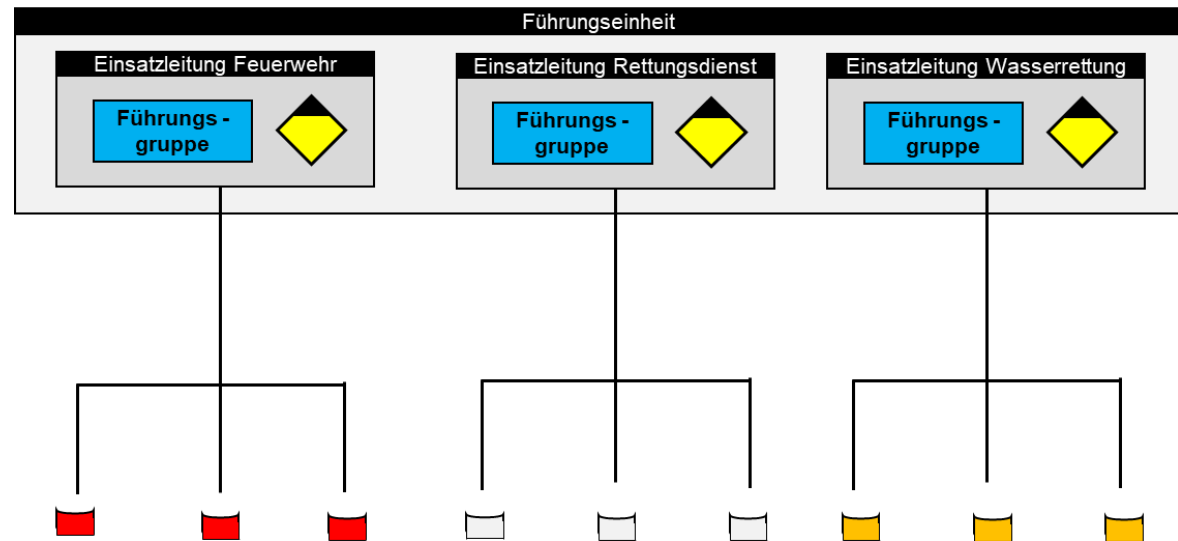 Führungseinheit
Einsatzleitung Feuerwehr
Führungs -
gruppe
Einsatzleitung Rettungsdienst
Führungs -
gruppe
Einsatzleitung Wasserrettung
Führungs -
gruppe